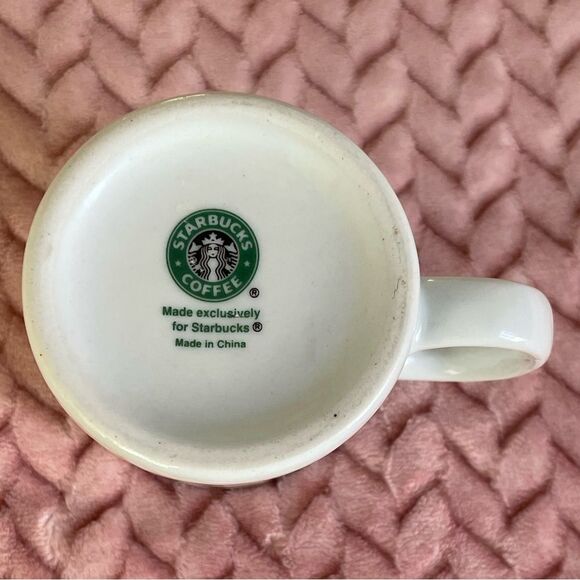 STARBUCKS
COFFEE
®
Made exclusively
for Starbucks ®
Made in China